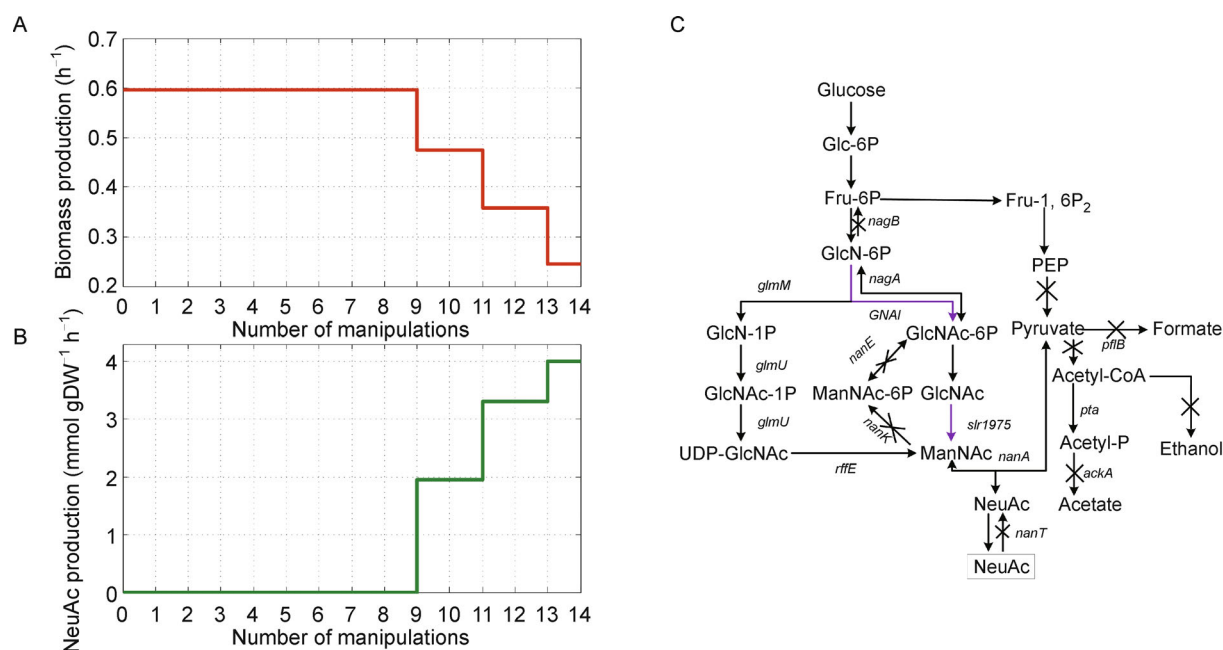 A
Biomass production (h⁻¹)
0.7
0.6
0.5
0.4
0.3
0.2
0 1 2 3 4 5 6 7 8 9 10 11 12 13 14
Number of manipulations
B
NeuAc production (mmol gDW⁻¹ h⁻¹)
4
3
2
1
0
0 1 2 3 4 5 6 7 8 9 10 11 12 13 14
Number of manipulations
C
Glucose
Glc-6P
Fru-6P Fru-1, 6P₂
nagB
GlcN-6P
PEP
nagA
glmM
GNAI
GlcN-1P GlcNAc-6P Pyruvate Formate
pflB
nanE
glmU
Acetyl-CoA
GlcNAc-1P ManNAc-6P GlcNAc
pta
glmU nanK slr1975
Acetyl-P Ethanol
UDP-GlcNAc ManNAc nanA
rffE
ackA
NeuAc Acetate
nanT
NeuAc